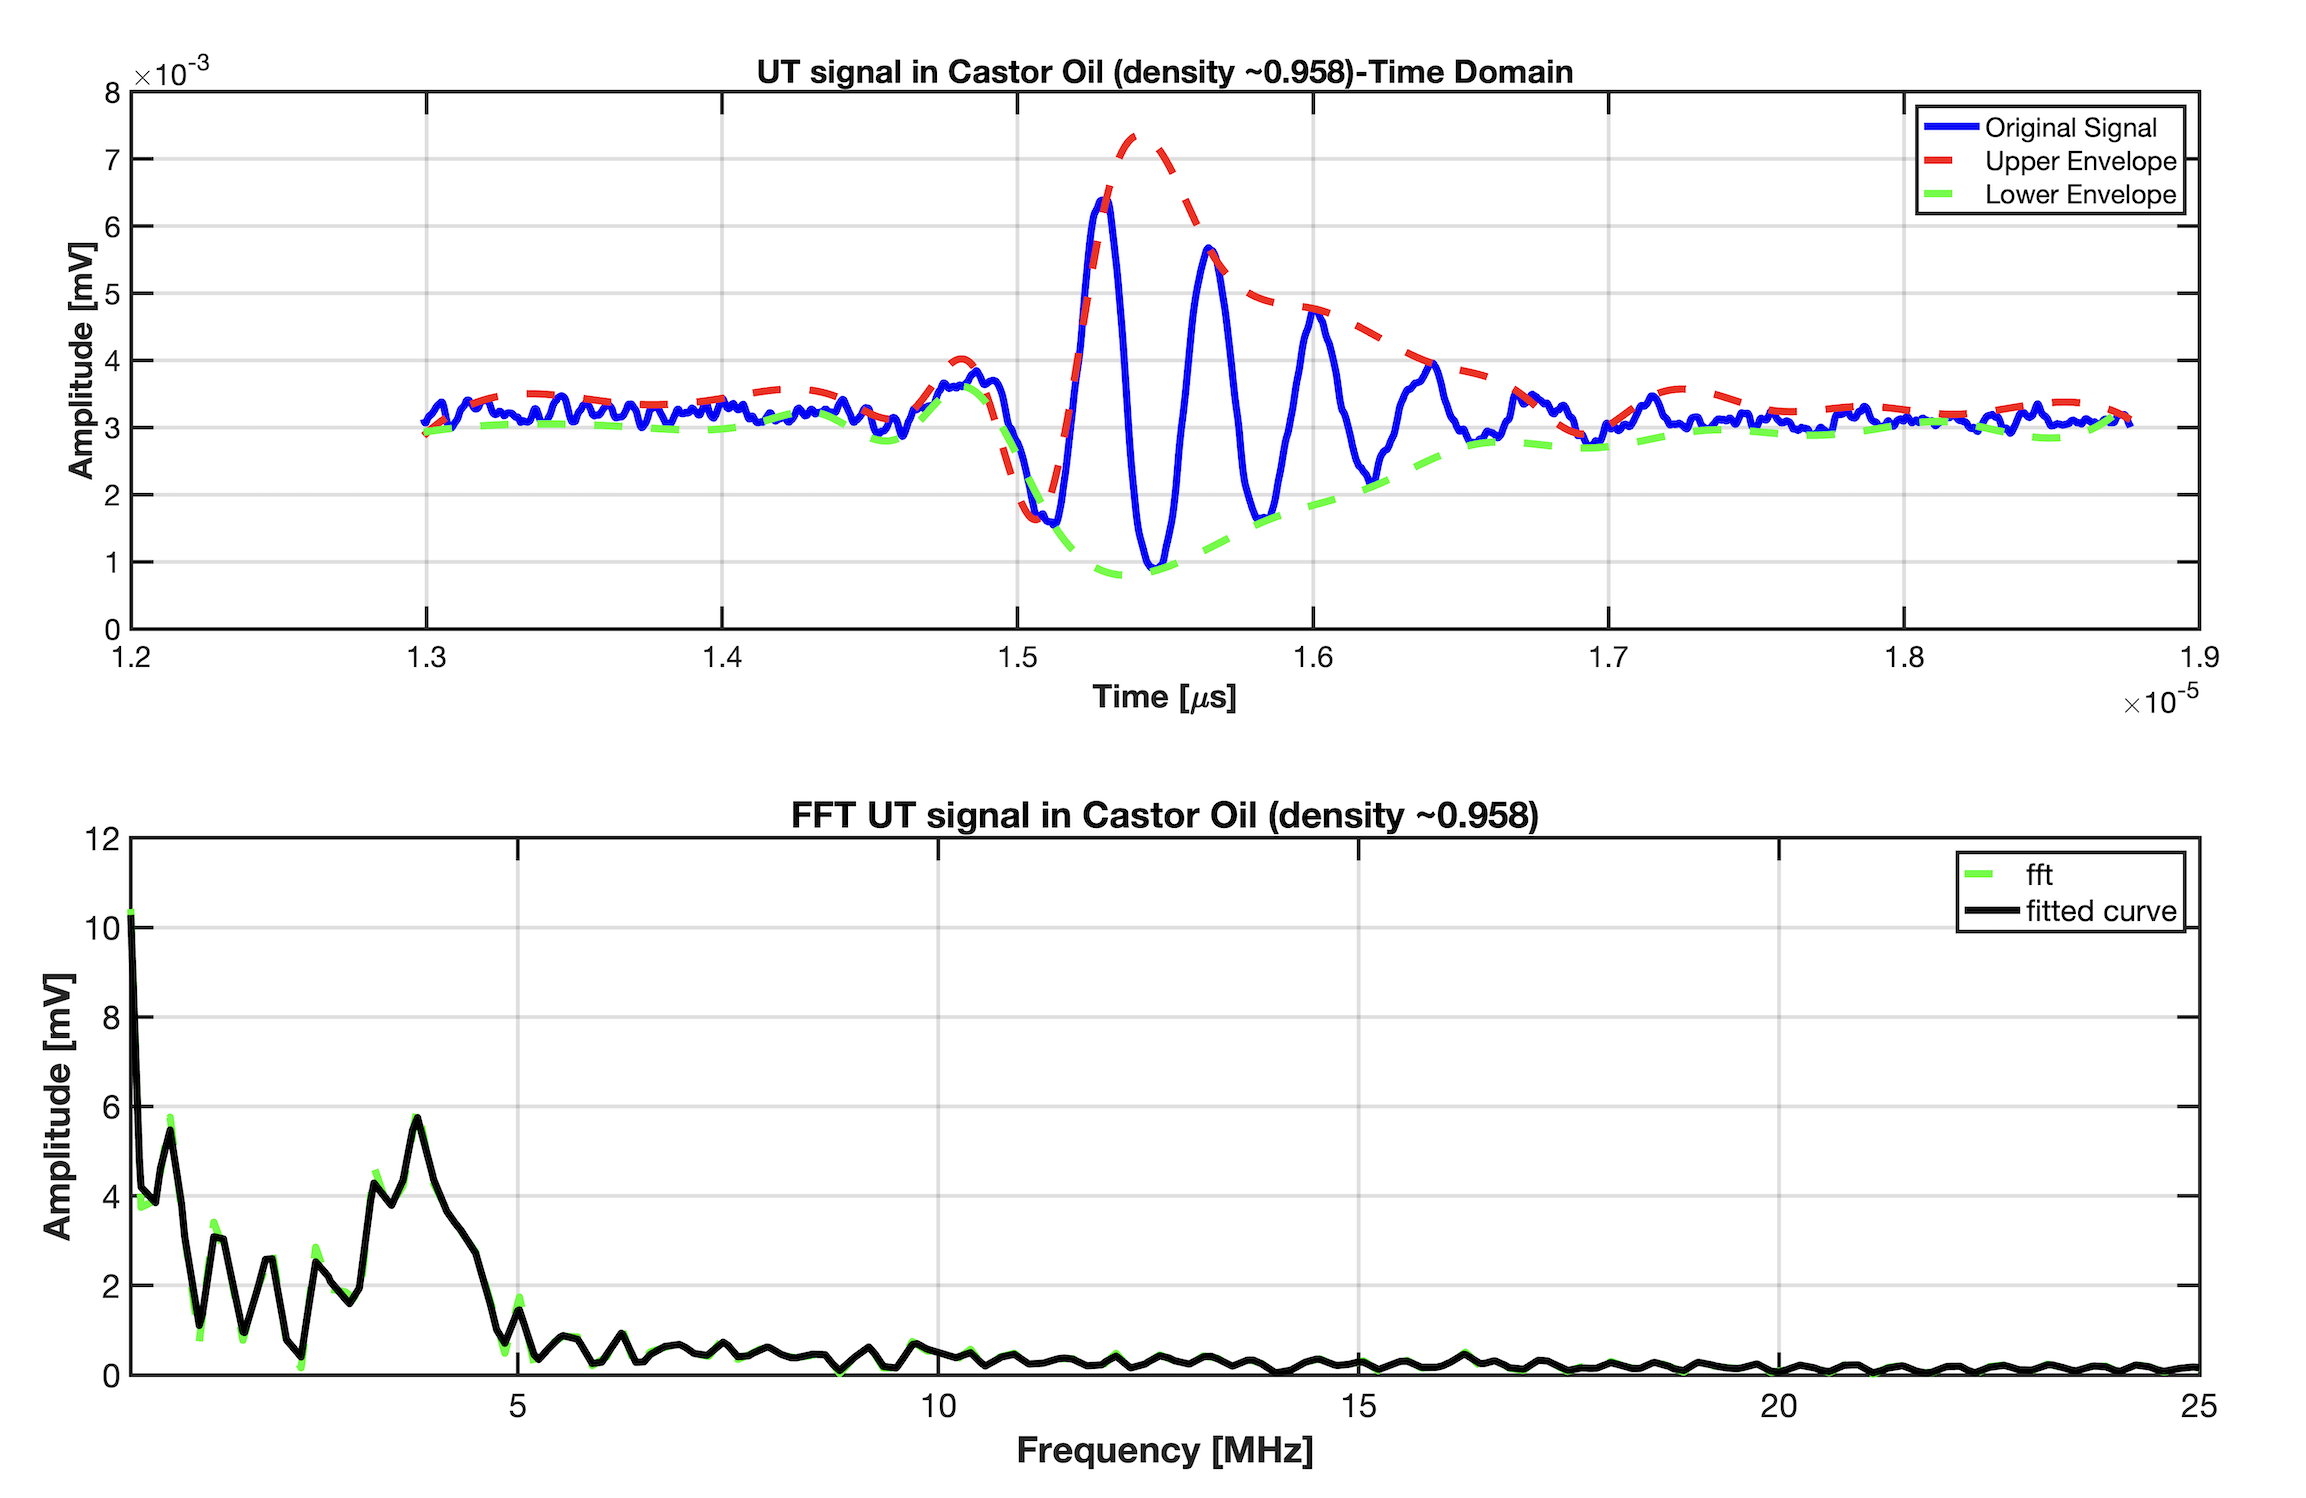 UT signal in Castor Oil (density ~0.958)-Time Domain
×10-3
8
7
6
5
4
3
2
1
0
Amplitude [mV]
Original Signal
Upper Envelope
Lower Envelope
1.2 1.3 1.4 1.5 1.6 1.7 1.8 1.9
Time [μs]
×10-5
FFT UT signal in Castor Oil (density ~0.958)
12
10
8
6
4
2
0
Amplitude [mV]
fft
fitted curve
5 10 15 20 25
Frequency [MHz]